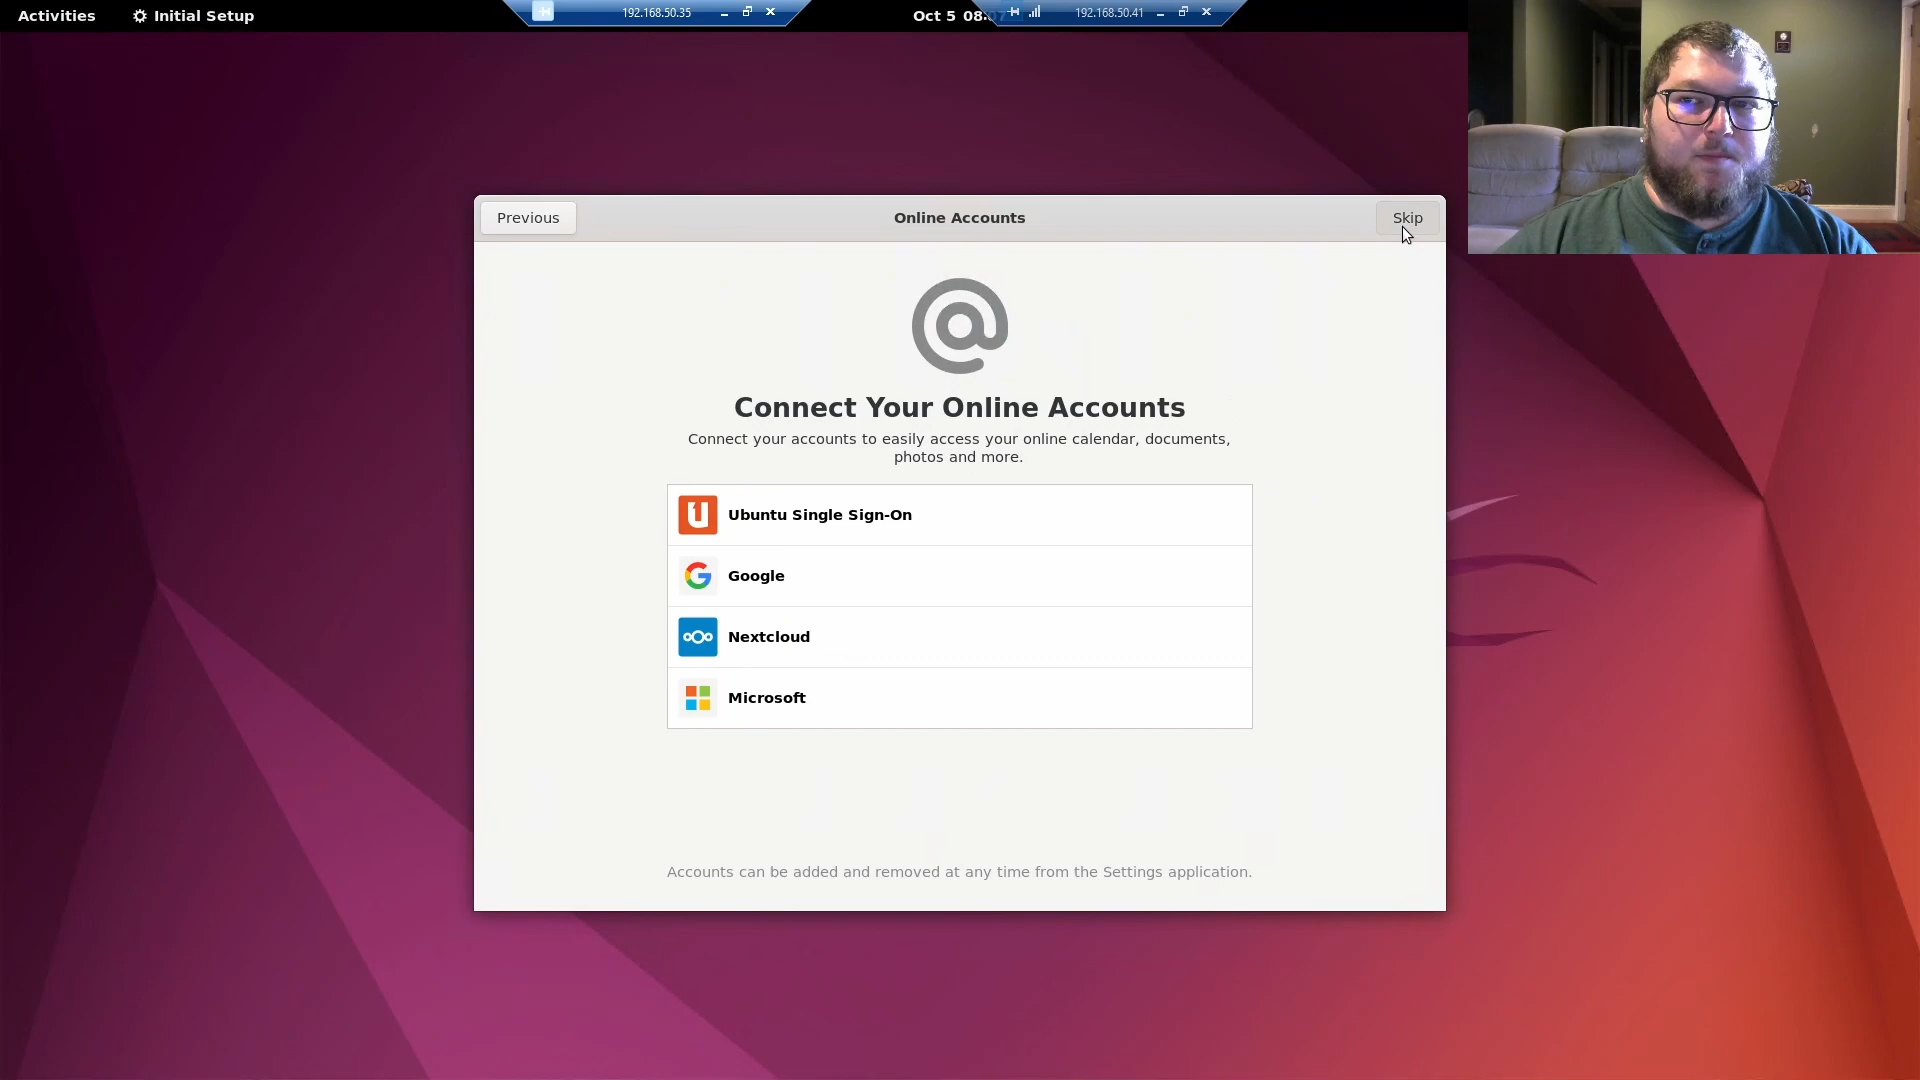 Activities
Initial Setup
192.168.50.35
Oct 5 08:
192.168.50.41
Previous
Online Accounts
Skip
Connect Your Online Accounts
Connect your accounts to easily access your online calendar, documents,
photos and more.
Ubuntu Single Sign-On
Google
Nextcloud
Microsoft
Accounts can be added and removed at any time from the Settings application.